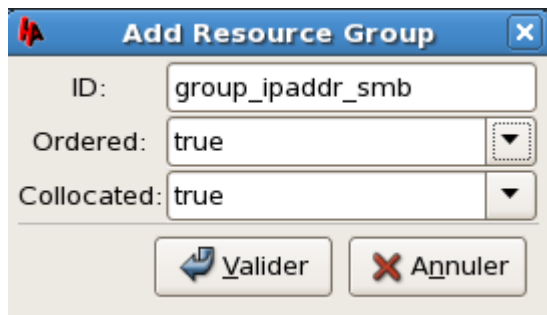 Add Resource Group
ID: group_ipaddr_smb
Ordered: true
Collocated: true
Valider Annuler